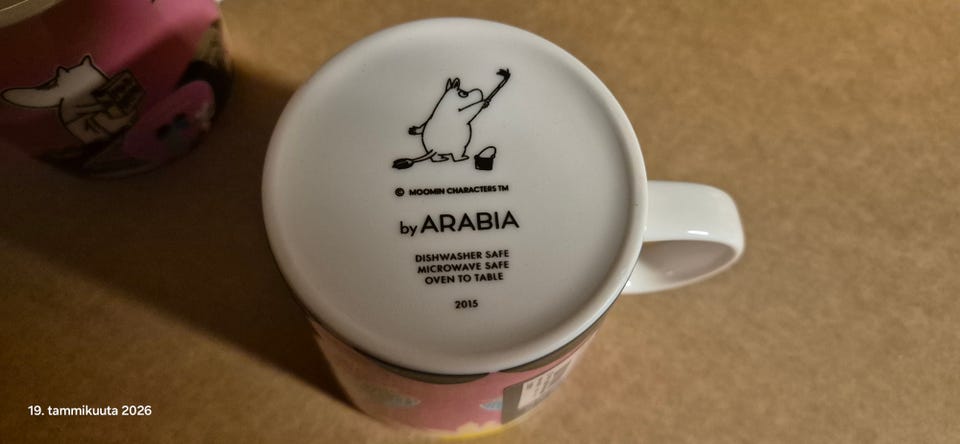 © MOOMIN CHARACTERS TM
by ARABIA
DISHWASHER SAFE
MICROWAVE SAFE
OVEN TO TABLE
2015
19. tammikuuta 2026